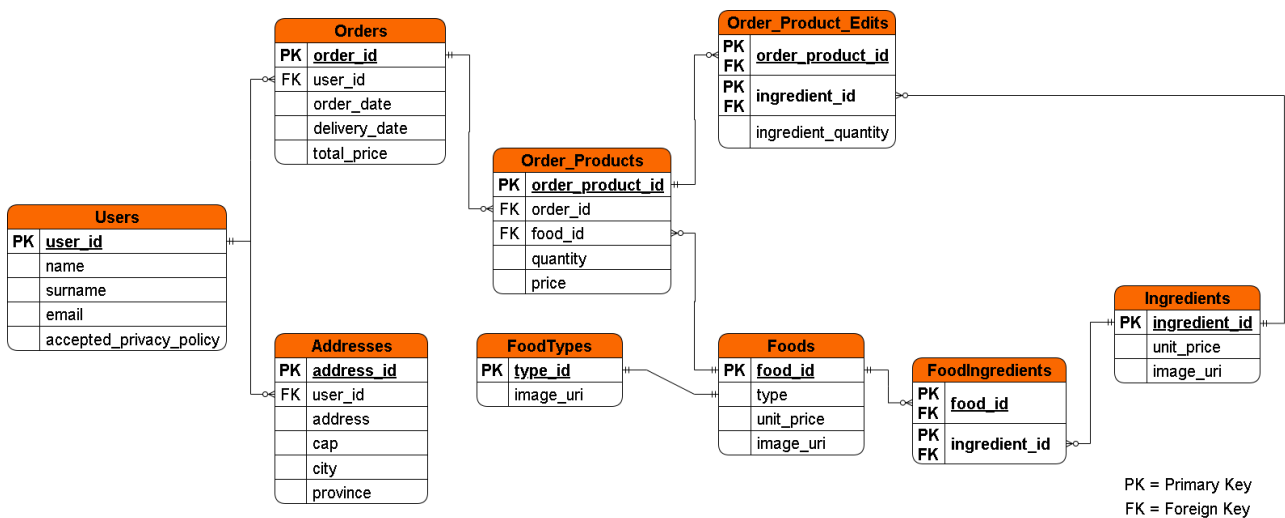 Orders
PK order_id
FK user_id
order_date
delivery_date
total_price
Order_Product_Edits
PK
FK
order_product_id
PK
FK
ingredient_id
ingredient_quantity
Order_Products
PK order_product_id
FK order_id
FK food_id
quantity
price
Users
PK user_id
name
surname
email
accepted_privacy_policy
Addresses
PK address_id
FK user_id
address
cap
city
province
FoodTypes
PK type_id
image_uri
Foods
PK food_id
type
unit_price
image_uri
FoodIngredients
PK
FK
food_id
PK
FK
ingredient_id
Ingredients
PK ingredient_id
unit_price
image_uri
PK = Primary Key
FK = Foreign Key